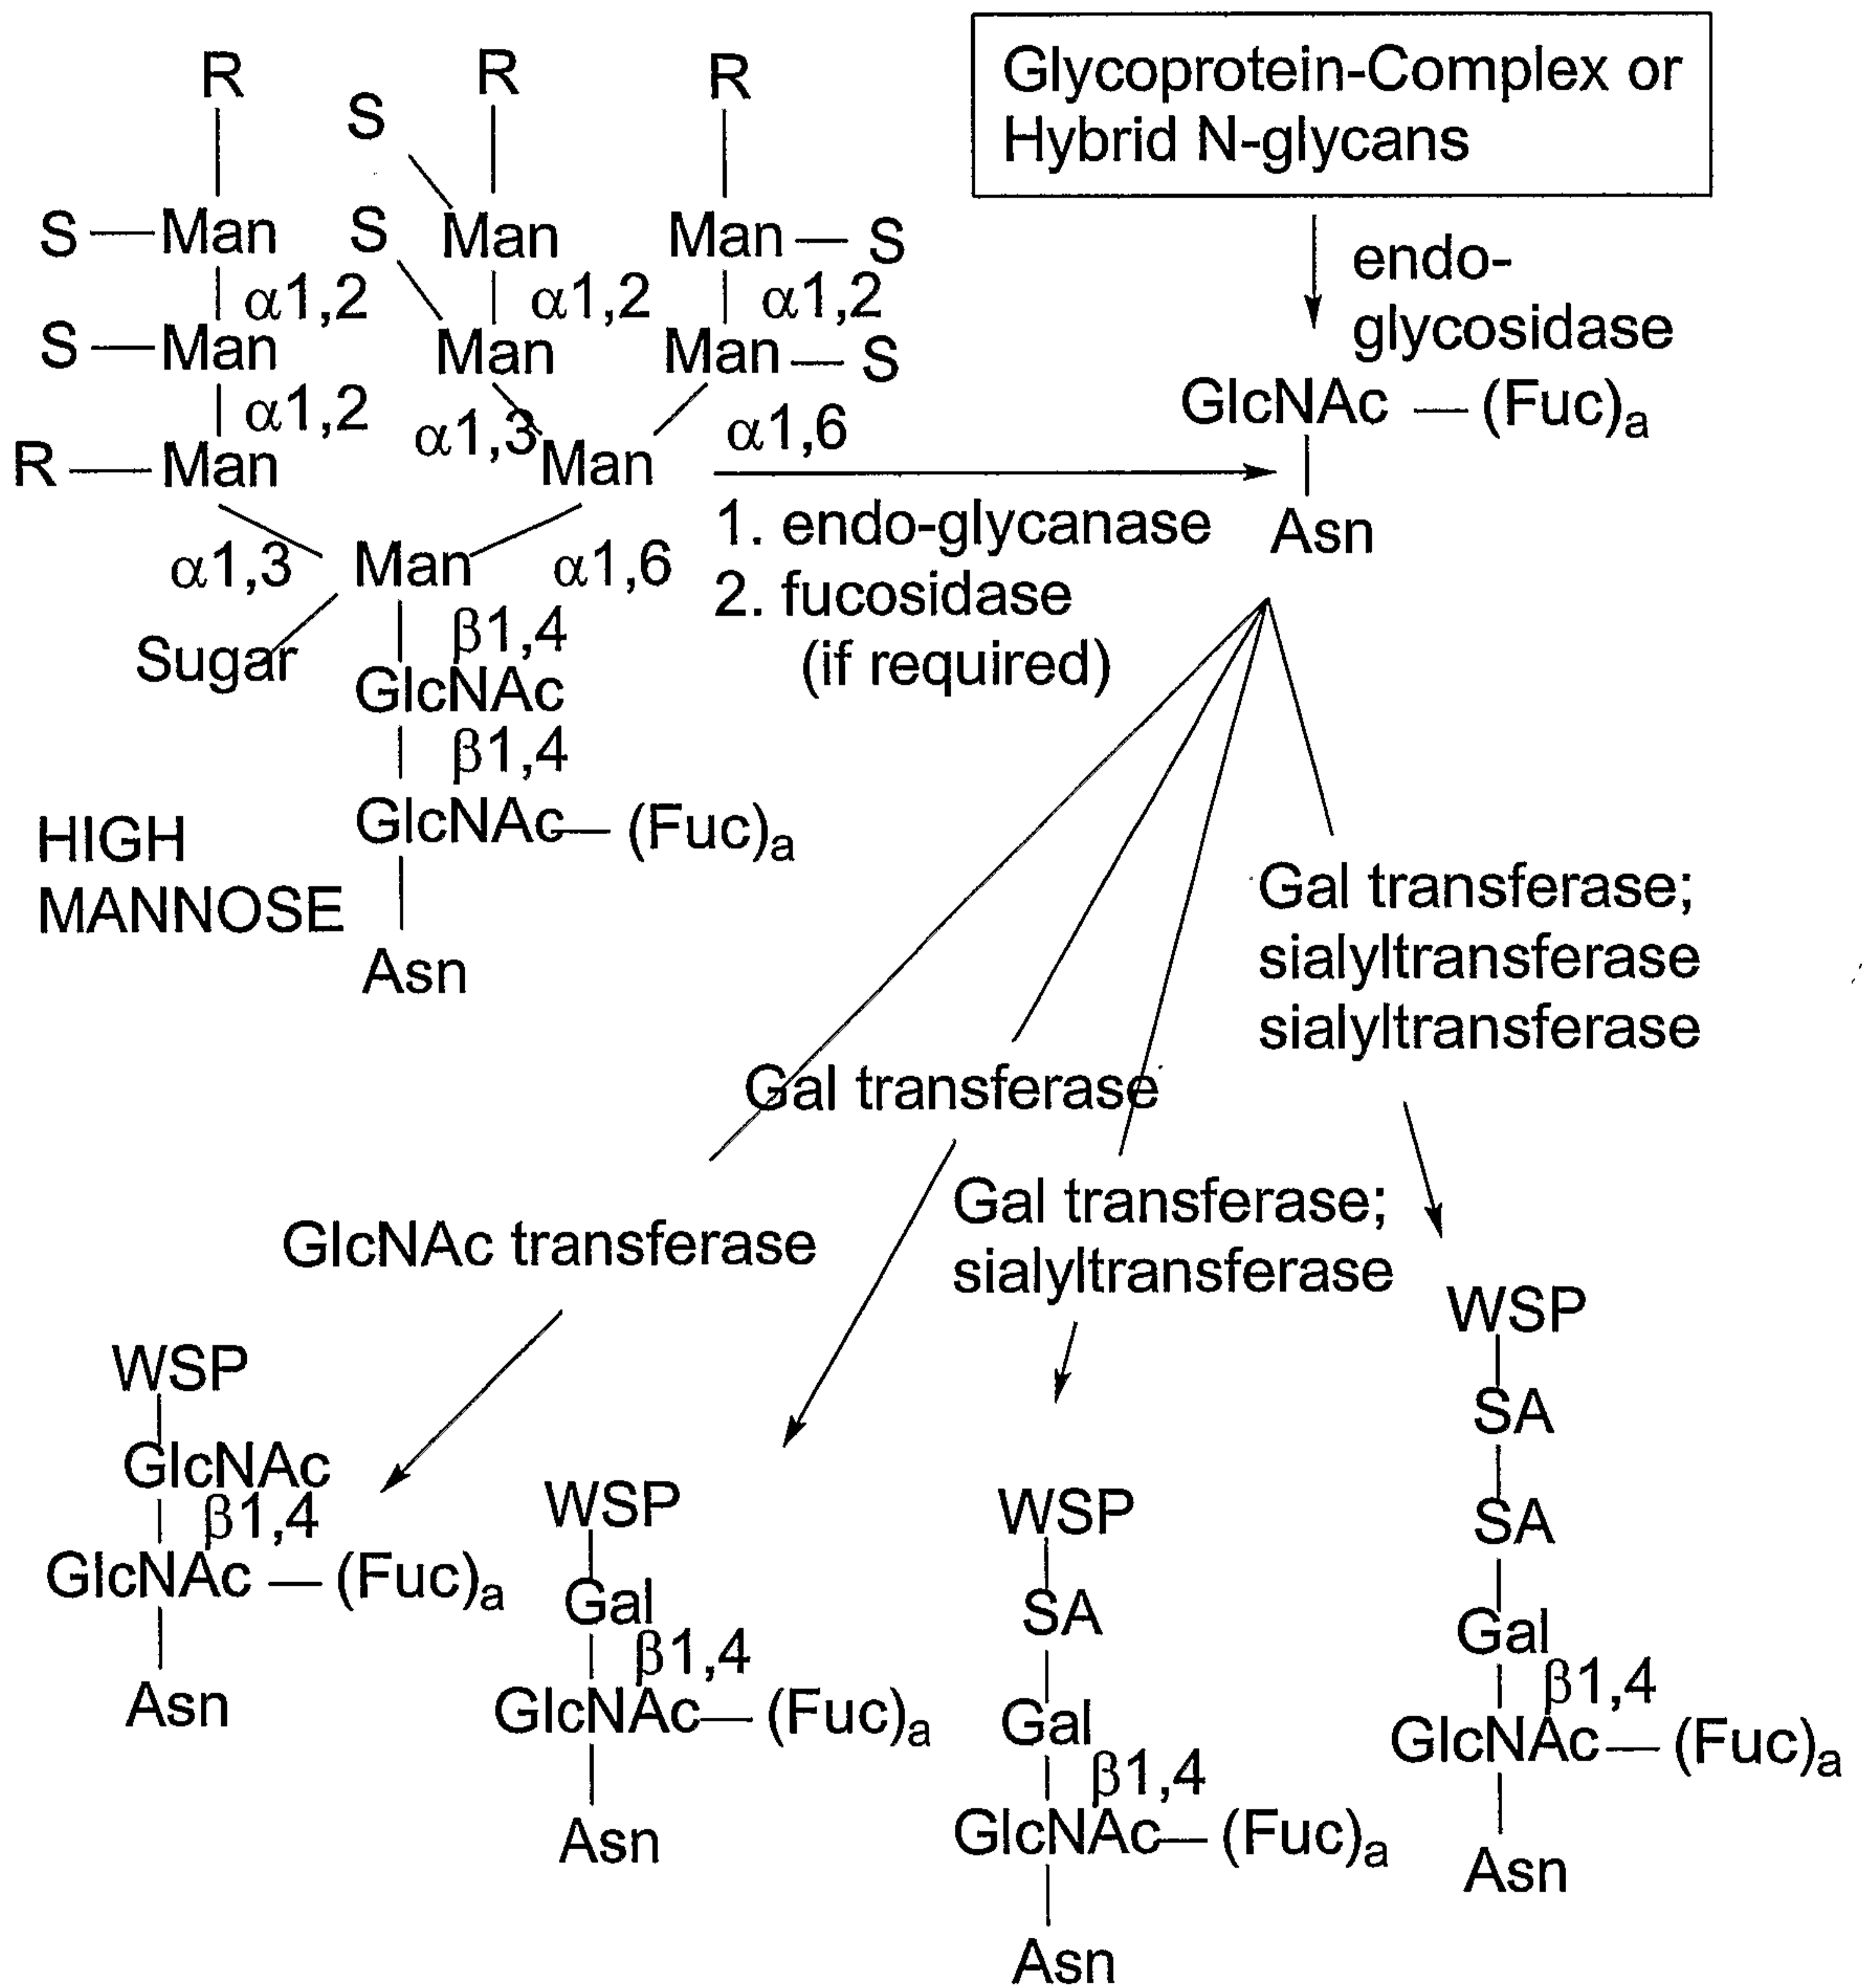 R
R
R
S
S
S—Man
Man
Man—S
α1,2
α1,2
α1,2
S—Man
Man
Man—S
α1,2
α1,3
α1,6
R—Man
Man
α1,3
Man
α1,6
Sugar
β1,4
GlcNAc
β1,4
GlcNAc—(Fuc)a
HIGH
MANNOSE
Asn
1. endo-glycanase
2. fucosidase
(if required)
Glycoprotein-Complex or
Hybrid N-glycans
endo-
glycosidase
GlcNAc—(Fuc)a
Asn
Gal transferase;
sialyltransferase
sialyltransferase
Gal transferase
Gal transferase;
sialyltransferase
GlcNAc transferase
WSP
GlcNAc
β1,4
GlcNAc—(Fuc)a
Asn
WSP
Gal
β1,4
GlcNAc—(Fuc)a
Asn
WSP
SA
Gal
β1,4
GlcNAc—(Fuc)a
Asn
WSP
SA
SA
Gal
β1,4
GlcNAc—(Fuc)a
Asn